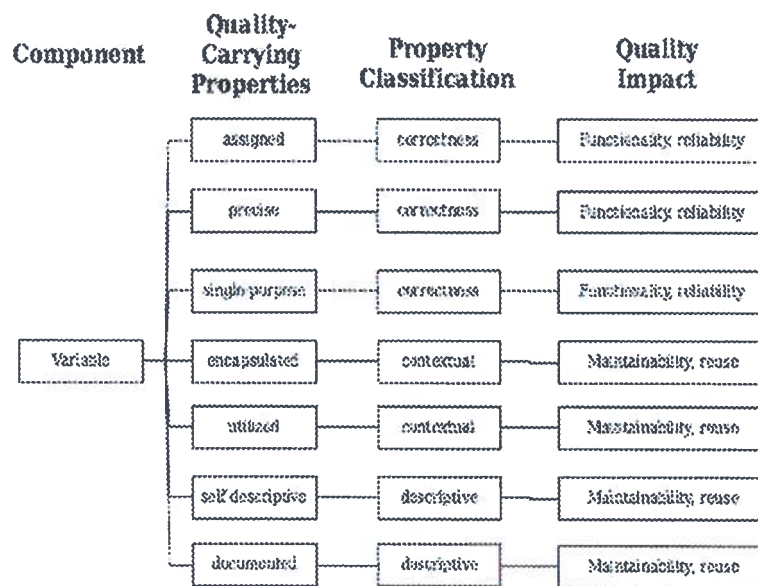 Component
Quality-
Carrying
Properties
Property
Classification
Quality
Impact
assigned
correctness
Functionality, reliability
precise
correctness
Functionality, reliability
single purpose
correctness
Functionality, reliability
Variable
encapsulated
contextual
Maintainability, reuse
utilized
contextual
Maintainability, reuse
self descriptive
descriptive
Maintainability, reuse
documented
descriptive
Maintainability, reuse